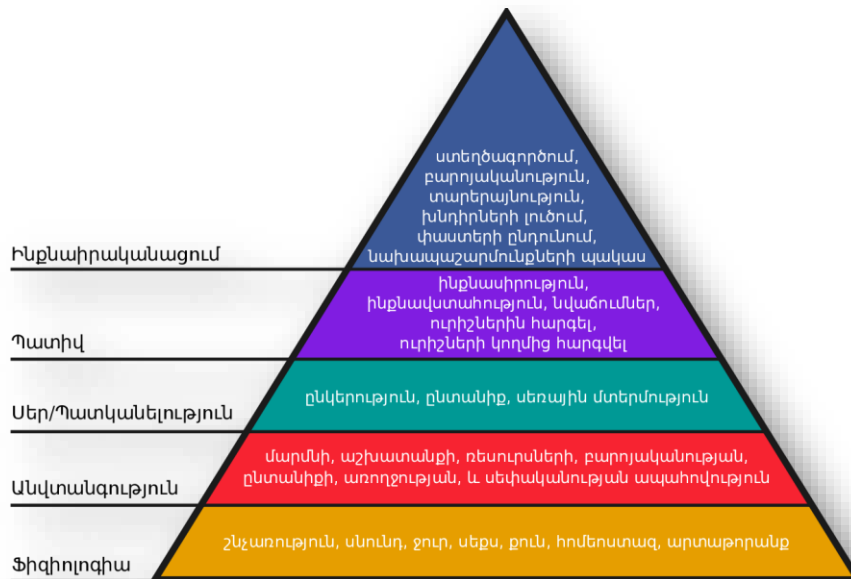 ստեղծագործում,
բարոյականություն,
տարերայնություն,
խնդիրների լուծում,
փաստերի ընդունում,
նախապաշարմունքների պակաս
Ինքնաիրականացում
ինքնասիրություն,
ինքնավստահություն, նվաճումներ,
ուրիշներին հարգել,
ուրիշների կողմից հարգվել
Պատիվ
ընկերություն, ընտանիք, սեռային մտերմություն
Սեր/Պատկանելություն
մարմնի, աշխատանքի, ռեսուրսների, բարոյականության,
ընտանիքի, առողջության, և սեփականության ապահովություն
Անվտանգություն
շնչառություն, սնունդ, ջուր, սեքս, քուն, հոմեոստազ, արտաթորանք
Ֆիզիոլոգիա